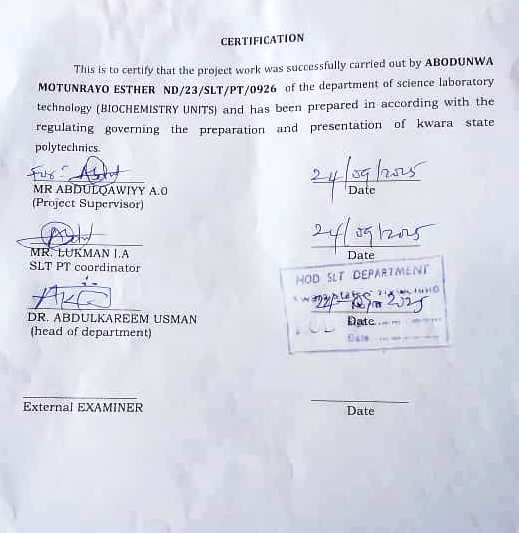 CERTIFICATION
This is to certify that the project work was successfully carried out by ABODUNWA
MOTUNRAYO ESTHER ND/23/SLT/PT/0926 of the department of science laboratory
technology (BIOCHEMISTRY UNITS) and has been prepared in according with the
regulating governing the preparation and presentation of kwara state
polytechnics.
For: 24/09/2025
MR ABDULQAWIYY A.O Date
(Project Supervisor)
24/09/2025
MR. LUKMAN I.A Date
SLT PT coordinator
HOD SLT DEPARTMENT
DR. ABDULKAREEM USMAN Date
(head of department)
Date
External EXAMINER Date